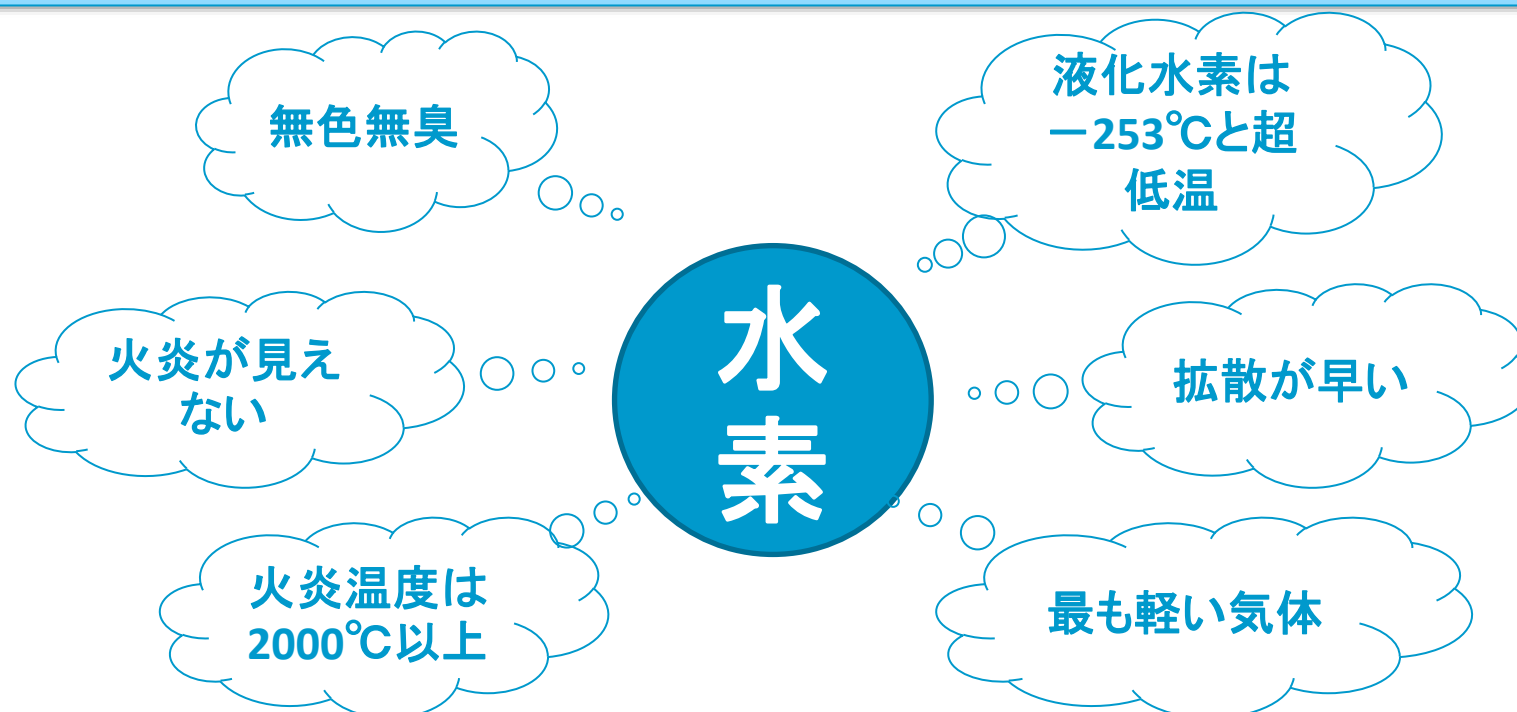 無色無臭
液化水素は
－253℃と超
低温
火炎が見え
ない
水
素
拡散が早い
火炎温度は
2000℃以上
最も軽い気体